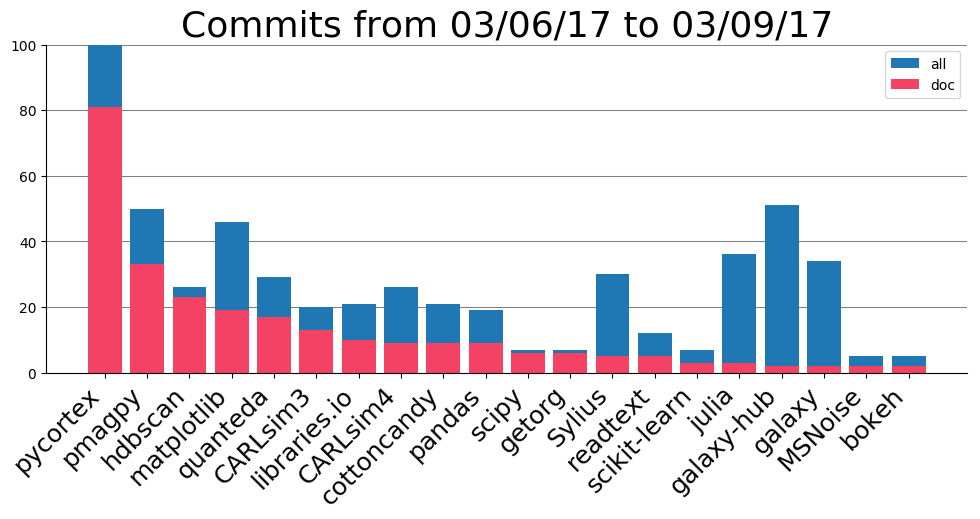 Commits from 03/06/17 to 03/09/17
100
80
60
40
20
0
all
doc
pycortex
pmagpy
hdbscan
matplotlib
quanteda
CARLsim3
libraries.io
CARLsim4
cottoncandy
pandas
scipy
getorg
Sylius
readtext
scikit-learn
julia
galaxy-hub
galaxy
MSNoise
bokeh